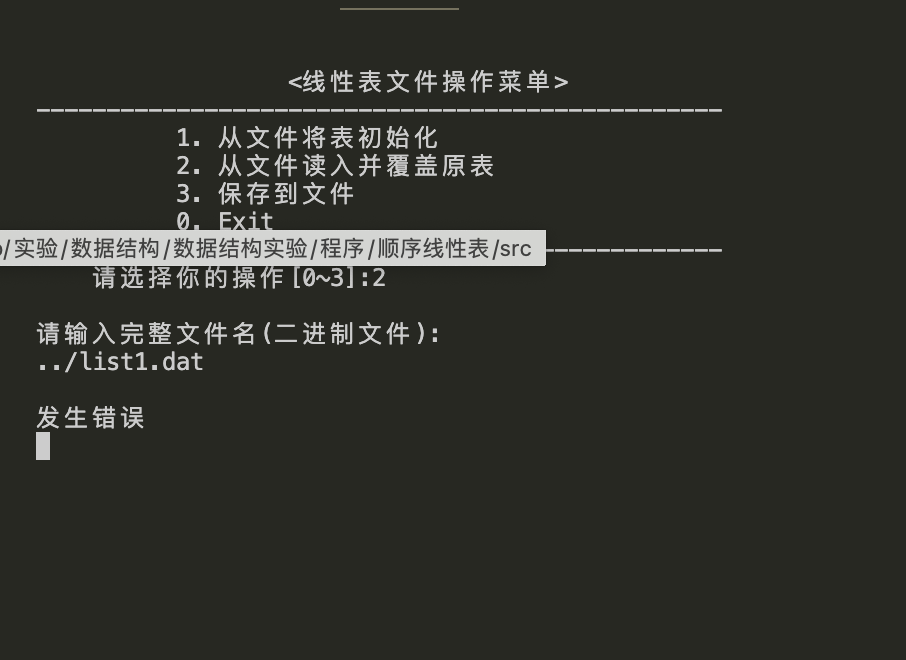 <线性表文件操作菜单>
1. 从文件将表初始化
2. 从文件读入并覆盖原表
3. 保存到文件
0. Exit
/实验/数据结构/数据结构实验/程序/顺序线性表/src
请选择你的操作[0~3]:2
请输入完整文件名(二进制文件):
../list1.dat
发生错误